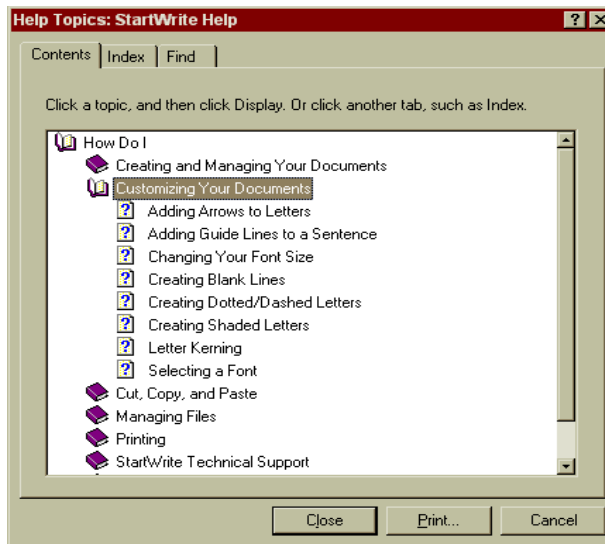 Help Topics: StartWrite Help
Contents Index Find
Click a topic, and then click Display. Or click another tab, such as Index.
How Do I
Creating and Managing Your Documents
Customizing Your Documents
Adding Arrows to Letters
Adding Guide Lines to a Sentence
Changing Your Font Size
Creating Blank Lines
Creating Dotted/Dashed Letters
Creating Shaded Letters
Letter Kerning
Selecting a Font
Cut, Copy, and Paste
Managing Files
Printing
StartWrite Technical Support
Close Print... Cancel